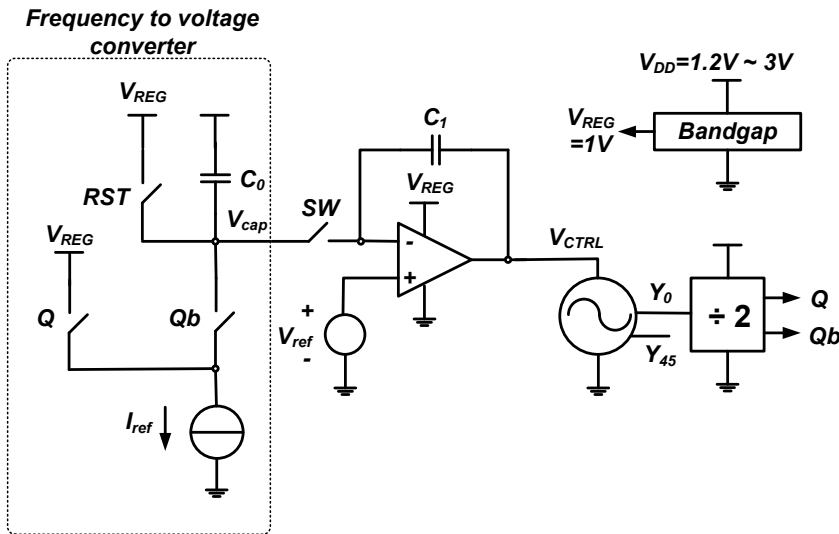 Frequency to voltage
converter
V_REG
C_0
RST
V_cap
V_REG
Q
Qb
I_ref
SW
C_1
V_REG
-
+
+
V_ref
-
V_CTRL
Y_0
Y_45
V_DD=1.2V ~ 3V
V_REG
=1V
Bandgap
÷ 2
Q
Qb